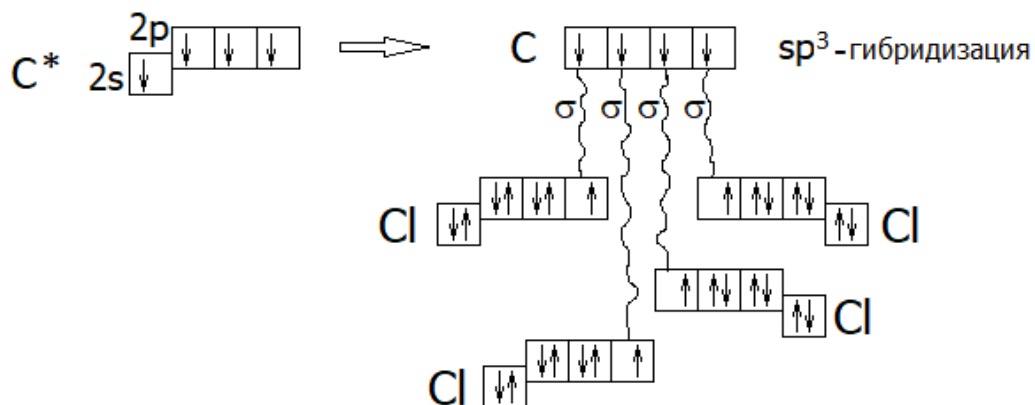 2p
C* 2s
C sp³-гибридизация
σ σ σ σ
Cl Cl
Cl
Cl